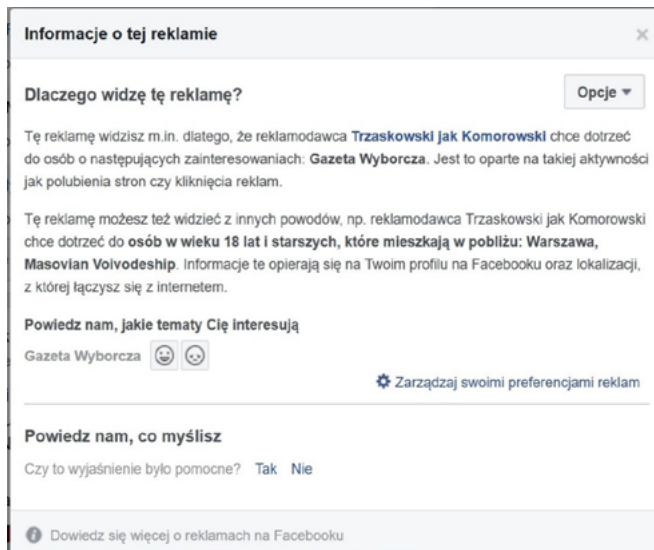 Informacje o tej reklamie
Dlaczego widzę tę reklamę?
Opcje
Tę reklamę widzisz m.in. dlatego, że reklamodawca Trzaskowski jak Komorowski chce dotrzeć
do osób o następujących zainteresowaniach: Gazeta Wyborcza. Jest to oparte na takiej aktywności
jak polubienia stron czy kliknięcia reklam.
Tę reklamę możesz też widzieć z innych powodów, np. reklamodawca Trzaskowski jak Komorowski
chce dotrzeć do osób w wieku 18 lat i starszych, które mieszkają w pobliżu: Warszawa,
Masovian Voivodeship. Informacje te opierają się na Twoim profilu na Facebooku oraz lokalizacji,
z której łączysz się z internetem.
Powiedz nam, jakie tematy Cię interesują
Gazeta Wyborcza
Zarządzaj swoimi preferencjami reklam
Powiedz nam, co myślisz
Czy to wyjaśnienie było pomocne? Tak Nie
Dowiedz się więcej o reklamach na Facebooku